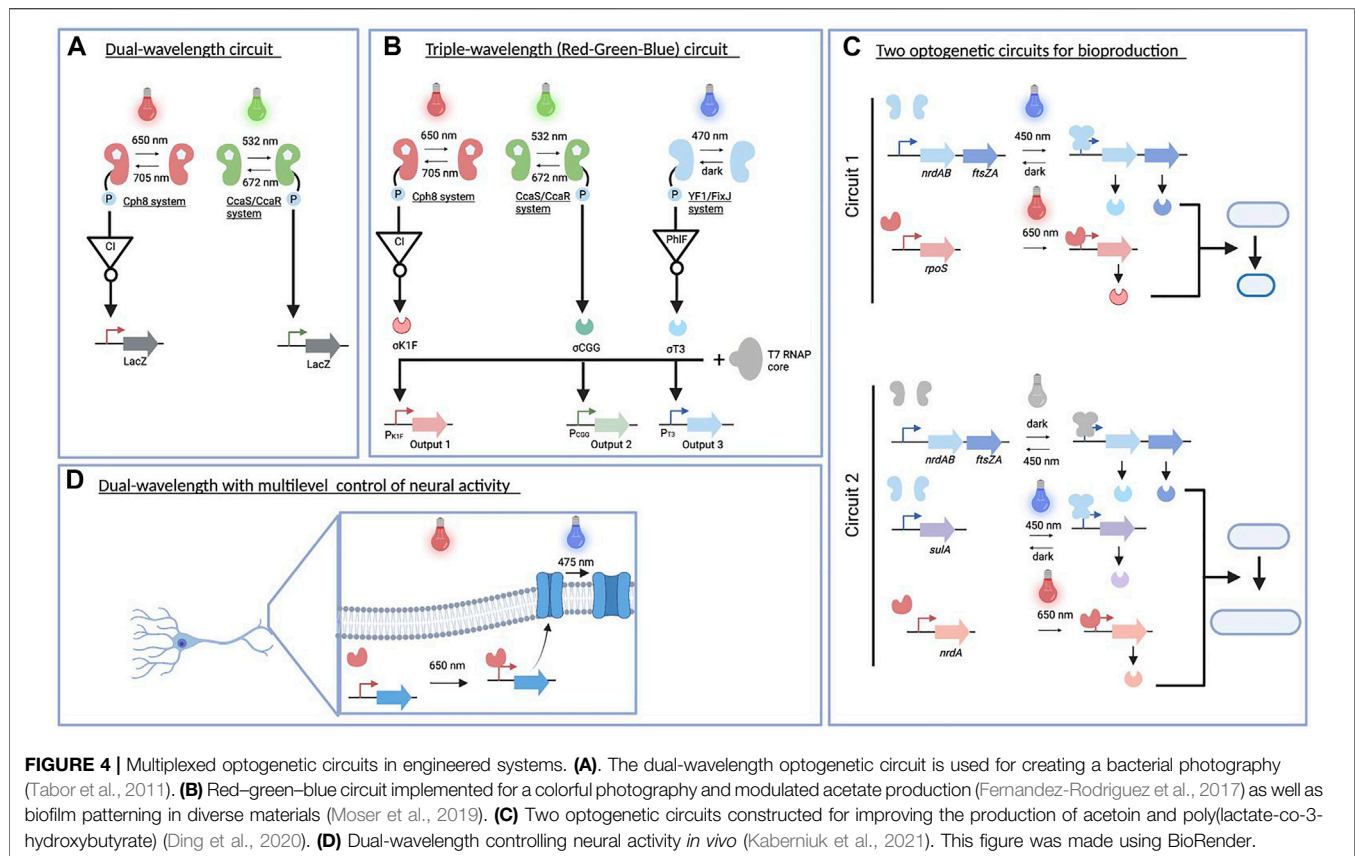 A Dual-wavelength circuit
650 nm
705 nm
532 nm
672 nm
P
Cph8 system
CcaS/CcaR
system
P
CI
LacZ
LacZ
B Triple-wavelength (Red-Green-Blue) circuit
650 nm
705 nm
532 nm
672 nm
470 nm
dark
P
Cph8 system
CcaS/CcaR
system
P
P
YF1/FixJ
system
CI
PhlF
σK1F
σCGG
σT3
+
T7 RNAP
core
PK1F
Output 1
PCGG
Output 2
PT3
Output 3
C Two optogenetic circuits for bioproduction
Circuit 1
nrdAB
ftsZA
450 nm
dark
rpoS
650 nm
Circuit 2
nrdAB
ftsZA
dark
450 nm
sulA
450 nm
dark
nrdA
650 nm
D Dual-wavelength with multilevel control of neural activity
475 nm
650 nm
FIGURE 4 | Multiplexed optogenetic circuits in engineered systems. (A). The dual-wavelength optogenetic circuit is used for creating a bacterial photography
(Tabor et al., 2011). (B) Red–green–blue circuit implemented for a colorful photography and modulated acetate production (Fernandez-Rodriguez et al., 2017) as well as
biofilm patterning in diverse materials (Moser et al., 2019). (C) Two optogenetic circuits constructed for improving the production of acetoin and poly(lactate-co-3-
hydroxybutyrate) (Ding et al., 2020). (D) Dual-wavelength controlling neural activity in vivo (Kaberniuk et al., 2021). This figure was made using BioRender.